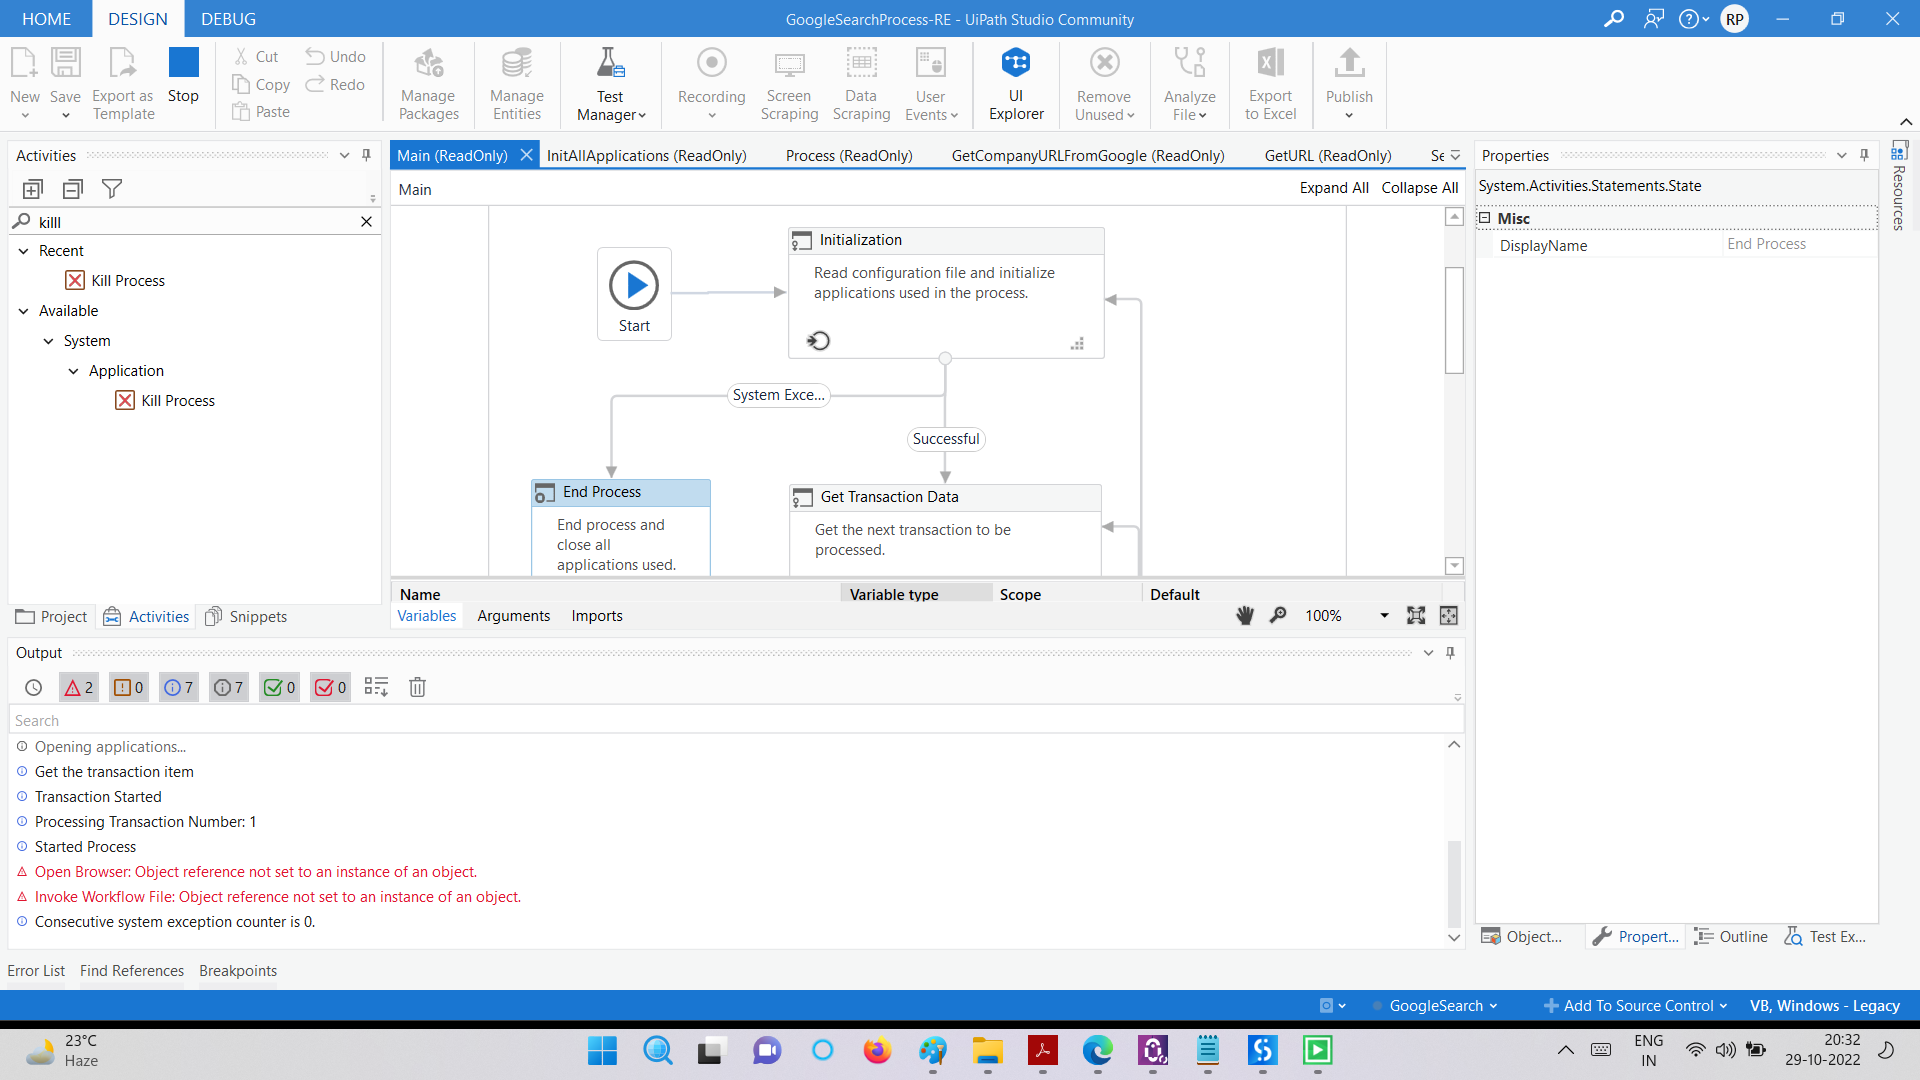 HOME DESIGN DEBUG GoogleSearchProcess-RE - UiPath Studio Community RP
New Save Export as Template Stop Cut Copy Paste Undo Redo Manage Packages Manage Entities Test Manager Recording Screen Scraping Data Scraping User Events UI Explorer Remove Unused Analyze File Export to Excel Publish
Activities
killl
Recent
Kill Process
Available
System
Application
Kill Process
Project Activities Snippets
Main (ReadOnly) InitAllApplications (ReadOnly) Process (ReadOnly) GetCompanyURLFromGoogle (ReadOnly) GetURL (ReadOnly) Se
Main Expand All Collapse All
Start
Initialization
Read configuration file and initialize
applications used in the process.
System Exce...
Successful
End Process
End process and
close all
applications used.
Get Transaction Data
Get the next transaction to be
processed.
Name Variable type Scope Default
Variables Arguments Imports 100%
Properties
System.Activities.Statements.State
Misc
DisplayName End Process
Resources
Object... Propert... Outline Test Ex...
Output
2 0 7 7 0 0
Search
Opening applications...
Get the transaction item
Transaction Started
Processing Transaction Number: 1
Started Process
Open Browser: Object reference not set to an instance of an object.
Invoke Workflow File: Object reference not set to an instance of an object.
Consecutive system exception counter is 0.
Error List Find References Breakpoints
GoogleSearch Add To Source Control VB, Windows - Legacy
23°C
Haze
ENG
IN
20:32
29-10-2022